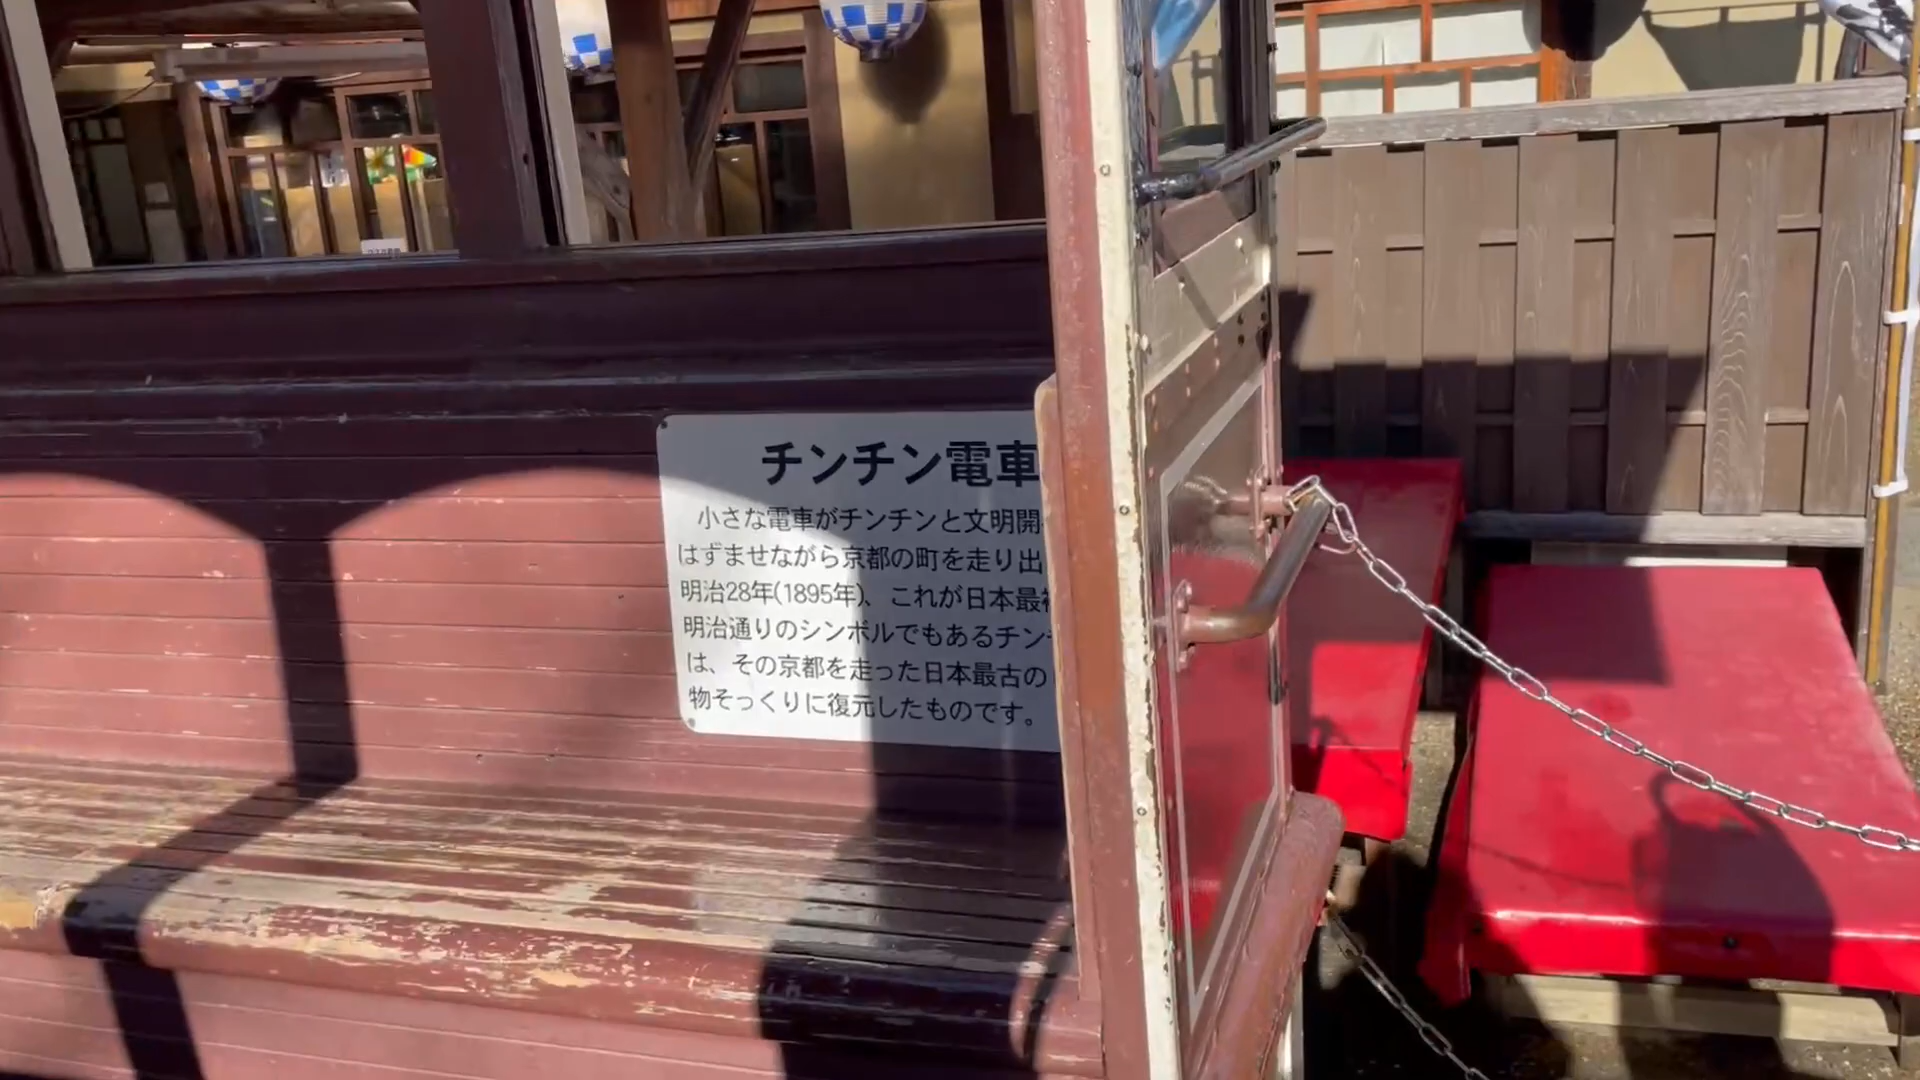 チンチン電車
小さな電車がチンチンと文明開
はずませながら京都の町を走り出
明治28年(1895年)、これが日本最初
明治通りのシンボルでもあるチン
は、その京都を走った日本最古の
物そっくりに復元したものです。